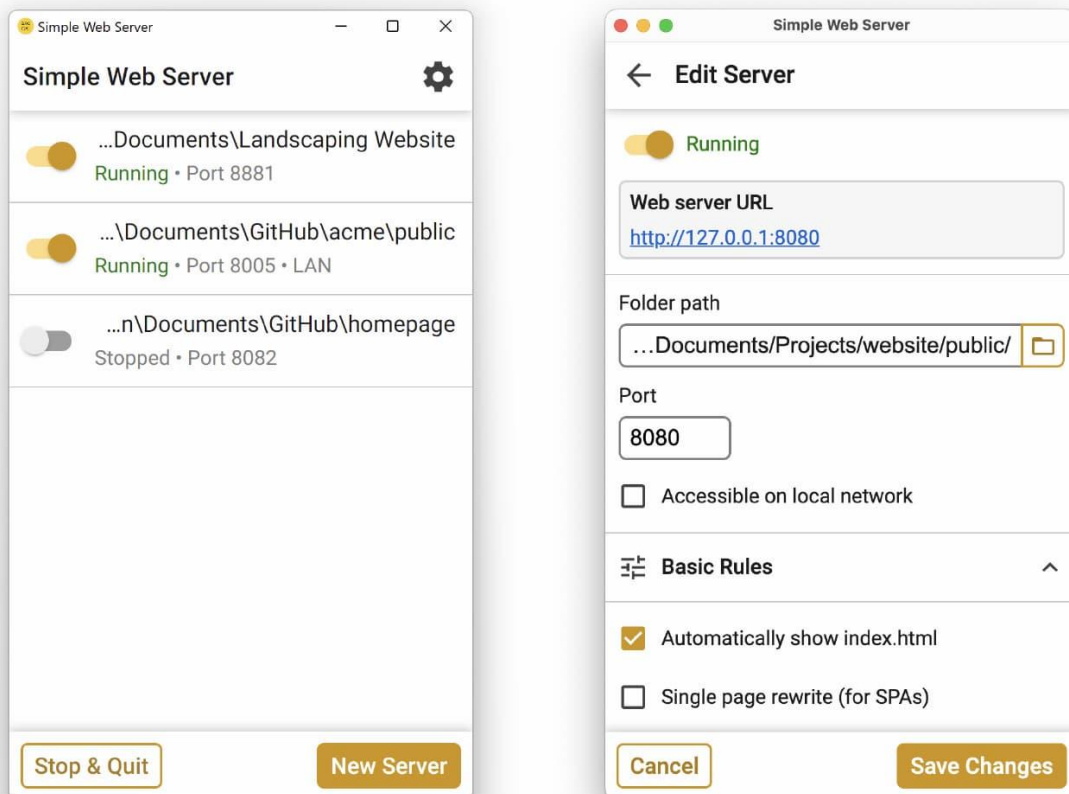 Simple Web Server
Simple Web Server
...Documents\Landscaping Website
Running • Port 8881
...\Documents\GitHub\acme\public
Running • Port 8005 • LAN
...n\Documents\GitHub\homepage
Stopped • Port 8082
Stop & Quit
New Server
Simple Web Server
Edit Server
Running
Web server URL
http://127.0.0.1:8080
Folder path
...Documents/Projects/website/public/
Port
8080
Accessible on local network
Basic Rules
Automatically show index.html
Single page rewrite (for SPAs)
Cancel
Save Changes